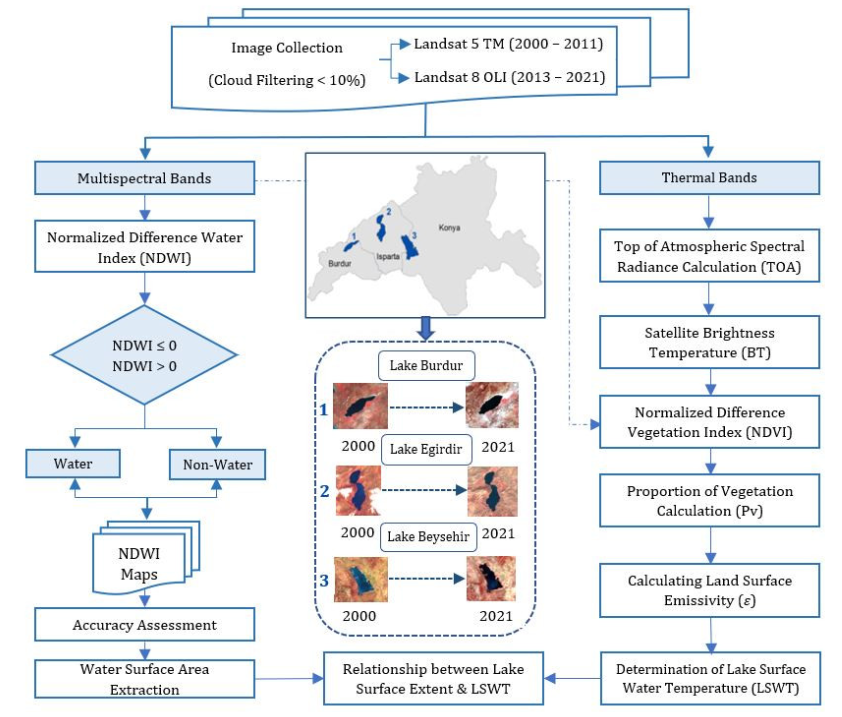 Image Collection
(Cloud Filtering < 10%)
Landsat 5 TM (2000 – 2011)
Landsat 8 OLI (2013 – 2021)
Multispectral Bands
Normalized Difference Water
Index (NDWI)
NDWI ≤ 0
NDWI > 0
Water
Non-Water
NDWI
Maps
Accuracy Assessment
Water Surface Area
Extraction
1
2
3
Konya
Isparta
Burdur
Lake Burdur
1
2000
2021
Lake Egirdir
2
2000
2021
Lake Beysehir
3
2000
2021
Relationship between Lake
Surface Extent & LSWT
Thermal Bands
Top of Atmospheric Spectral
Radiance Calculation (TOA)
Satellite Brightness
Temperature (BT)
Normalized Difference
Vegetation Index (NDVI)
Proportion of Vegetation
Calculation (Pv)
Calculating Land Surface
Emissivity (ε)
Determination of Lake Surface
Water Temperature (LSWT)